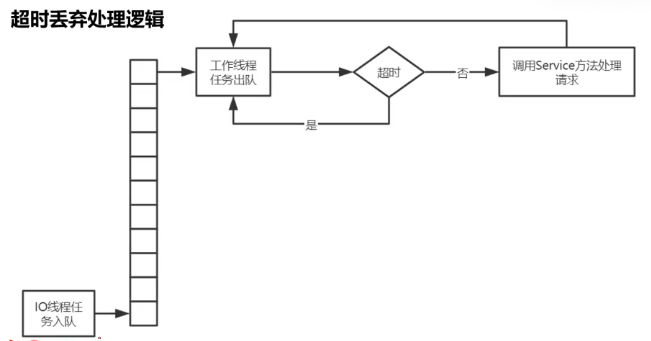 超时丢弃处理逻辑
工作线程
任务出队
超时
否
调用Service方法处理
请求
是
IO线程任
务入队